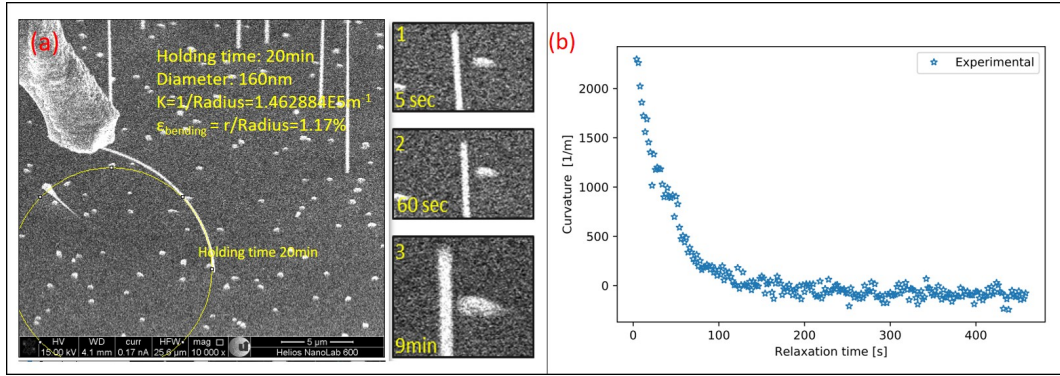 (a)
Holding time: 20min
Diameter: 160nm
K=1/Radius=1.462884E5m⁻¹
εbending = r/Radius=1.17%
Holding time 20min
HV WD curr HFW mag □
15.00 kV 4.1 mm 0.17 nA 25.6 µm 10 000 x
5 µm
Helios NanoLab 600
1
5 sec
2
60 sec
3
9min
(b)
Experimental
Curvature [1/m]
2000
1500
1000
500
0
0 100 200 300 400
Relaxation time [s]